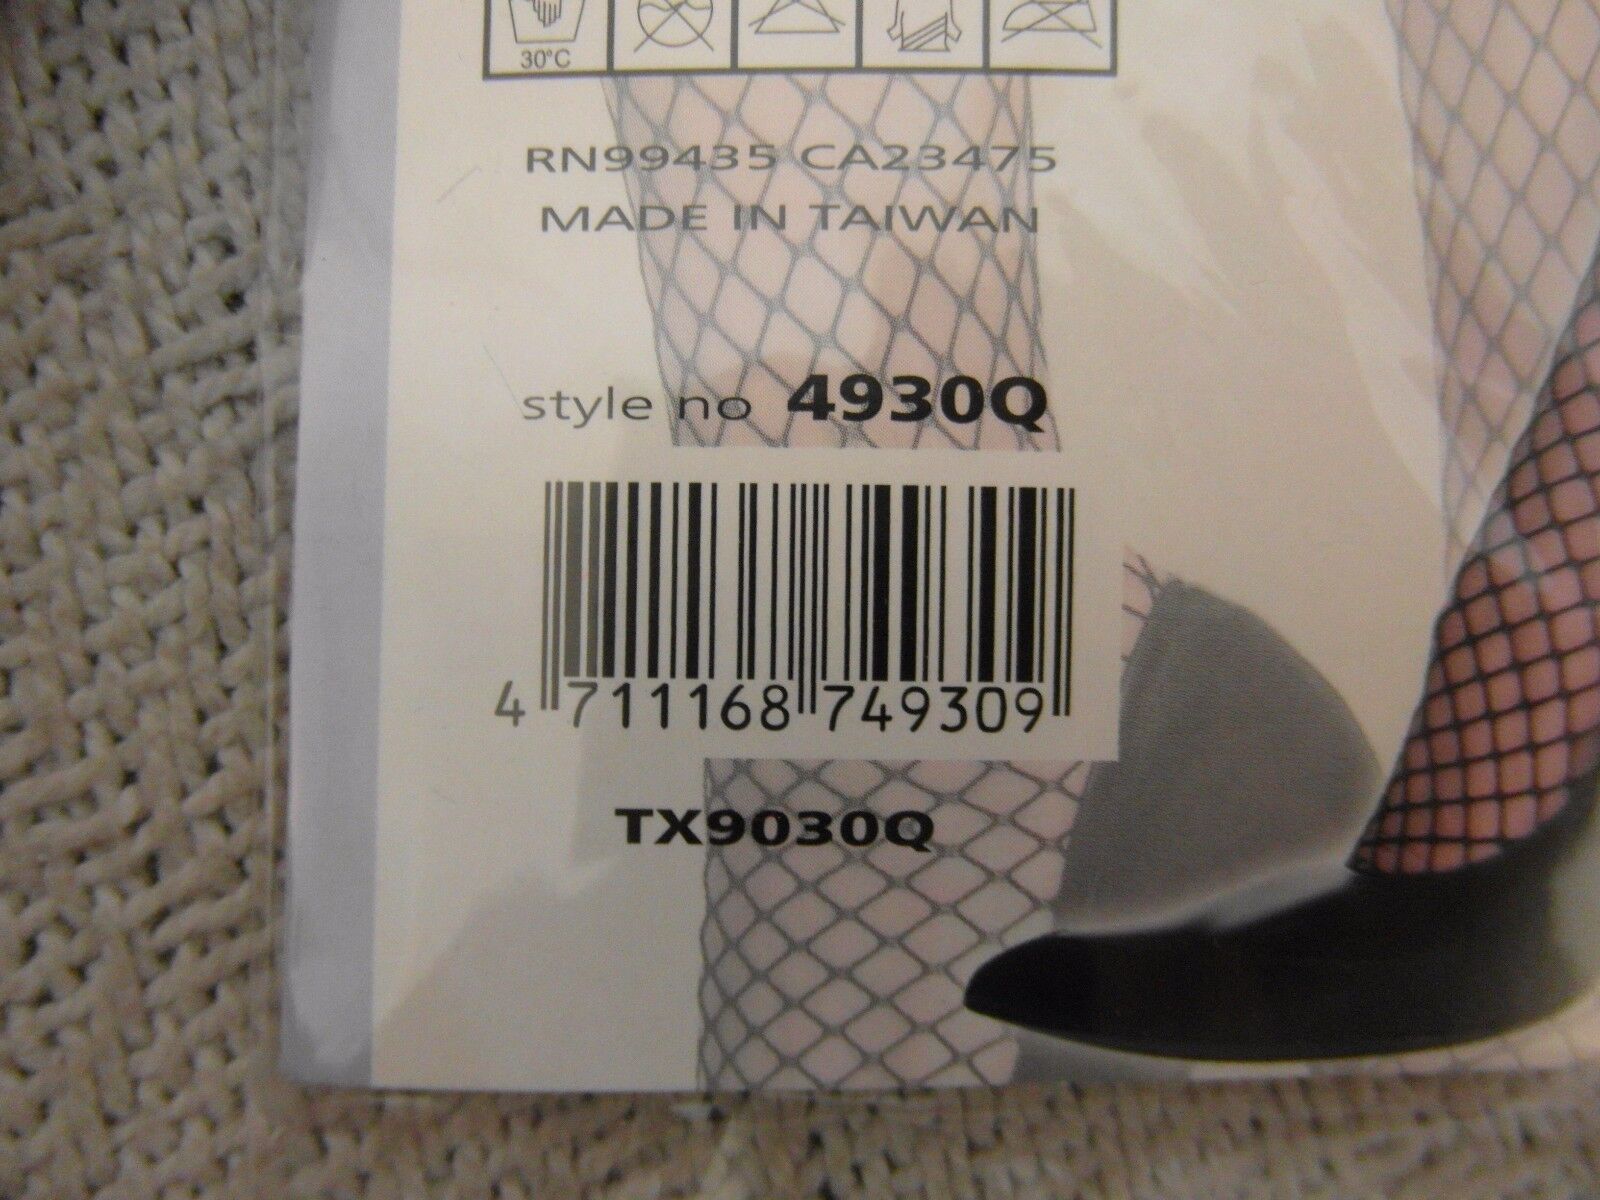 30°C
RN99435 CA23475
MADE IN TAIWAN
style no 4930Q
4 711168 749309
TX9030Q